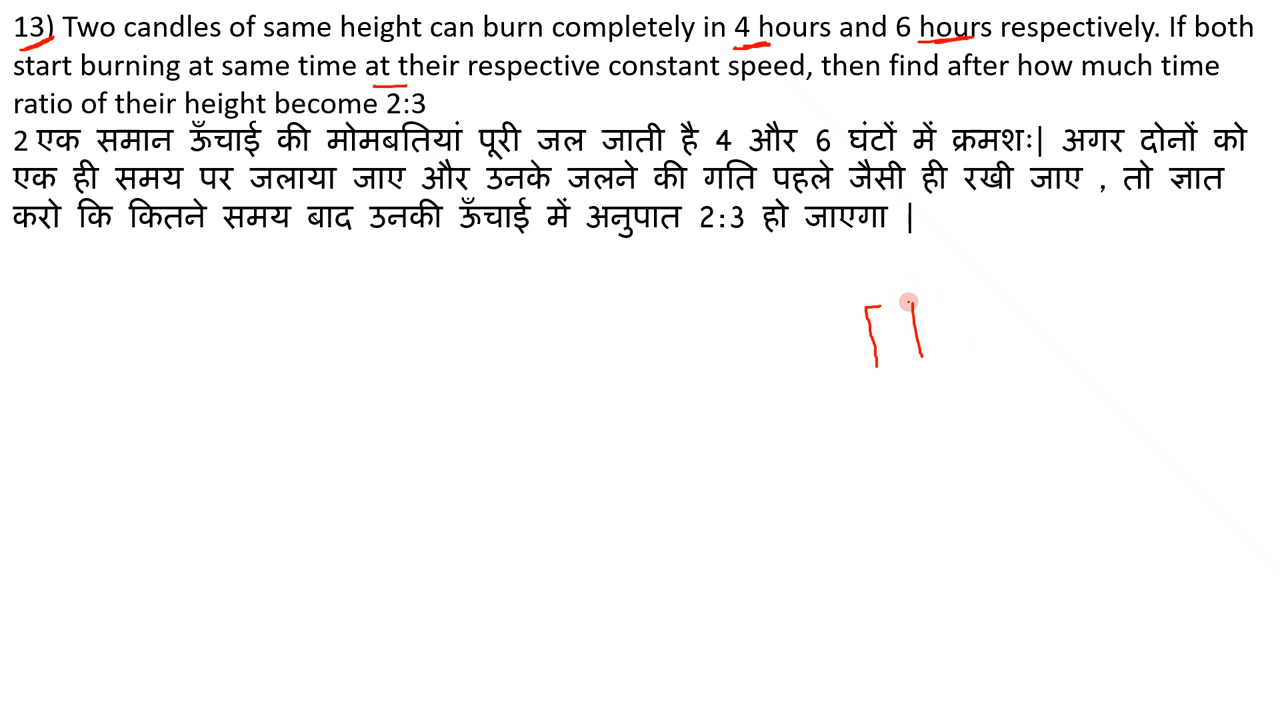 13) Two candles of same height can burn completely in 4 hours and 6 hours respectively. If both
start burning at same time at their respective constant speed, then find after how much time
ratio of their height become 2:3
2 एक समान ऊँचाई की मोमबतियां पूरी जल जाती है 4 और 6 घंटों में क्रमशः| अगर दोनों को
एक ही समय पर जलाया जाए और उनके जलने की गति पहले जैसी ही रखी जाए , तो ज्ञात
करो कि कितने समय बाद उनकी ऊँचाई में अनुपात 2:3 हो जाएगा |